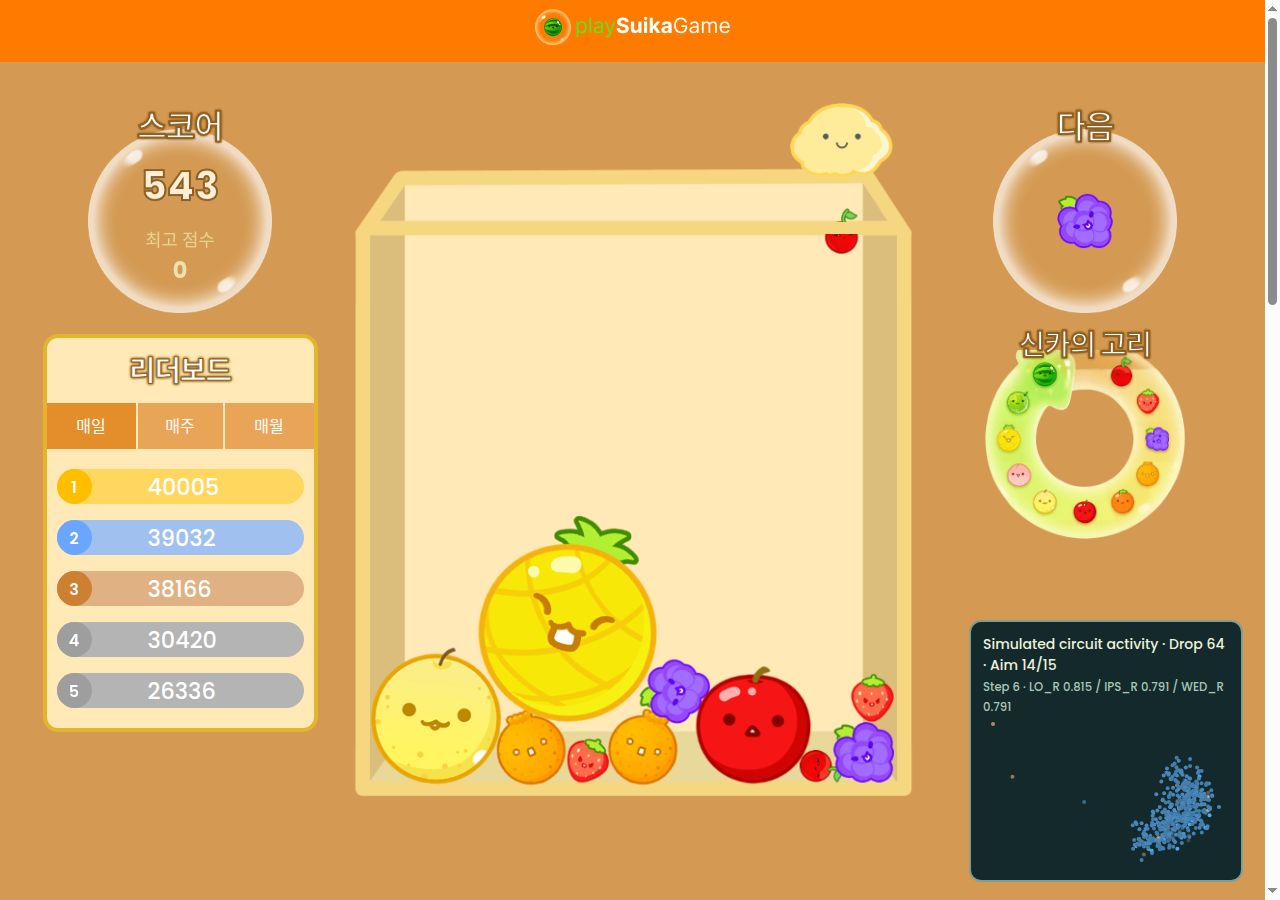 playSuikaGame
스코어
543
최고 점수
0
다음
신카의 고리
리더보드
매일 매주 매월
1 40005
2 39032
3 38166
4 30420
5 26336
Simulated circuit activity · Drop 64
· Aim 14/15
Step 6 · LO_R 0.815 / IPS_R 0.791 / WED_R
0.791